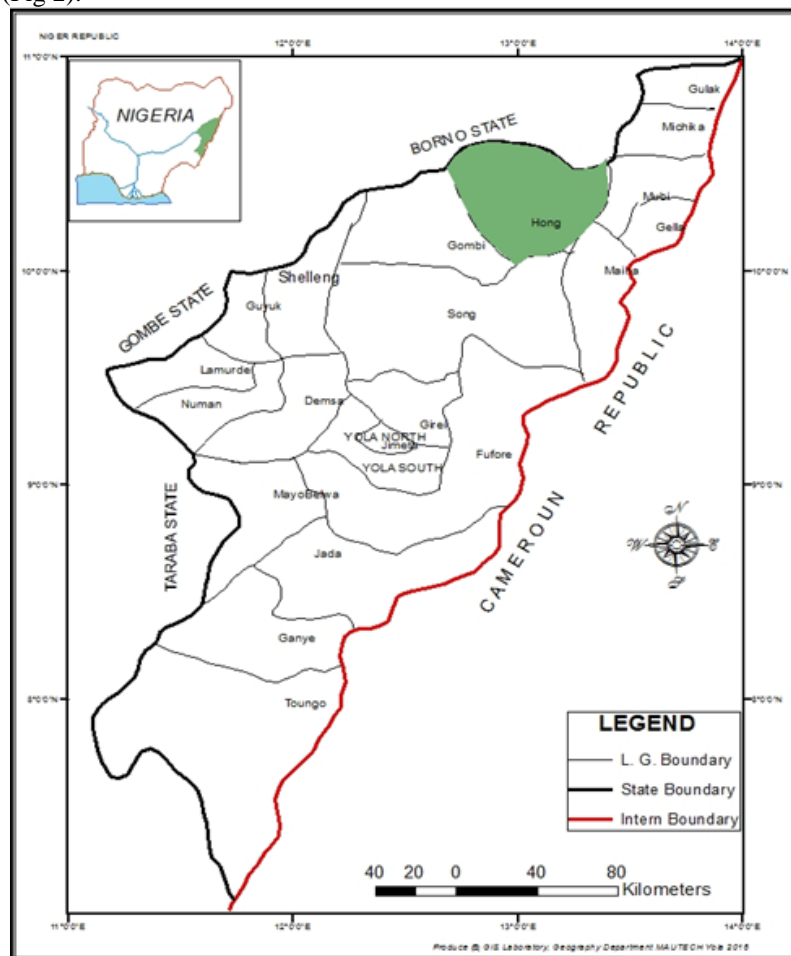 (Fig 2).
NIGER REPUBLIC
12°0'0"E
13°0'0"E
14°0'0"E
11°0'0"N
NIGERIA
BORNO STATE
Gulak
Michika
Mubi
Gella
Hong
Gombi
Maiha
10°0'0"N
10°0'0"N
Shelleng
Guyuk
Song
GOMBE STATE
Lamurde
Numan
Demsa
REPUBLIC
Girei
YOLA NORTH
Jimeta
YOLA SOUTH
Fufore
9°0'0"N
9°0'0"N
MayoBelwa
TARABA STATE
CAMEROUN
N
W
E
S
Jada
Ganye
8°0'0"N
8°0'0"N
Toungo
LEGEND
L. G. Boundary
State Boundary
Intern Boundary
40 20 0 40 80
Kilometers
11°0'0"E
12°0'0"E
13°0'0"E
14°0'0"E
Produce @ GIS Laboratory, Geography Department MAUTECH Yola 2015